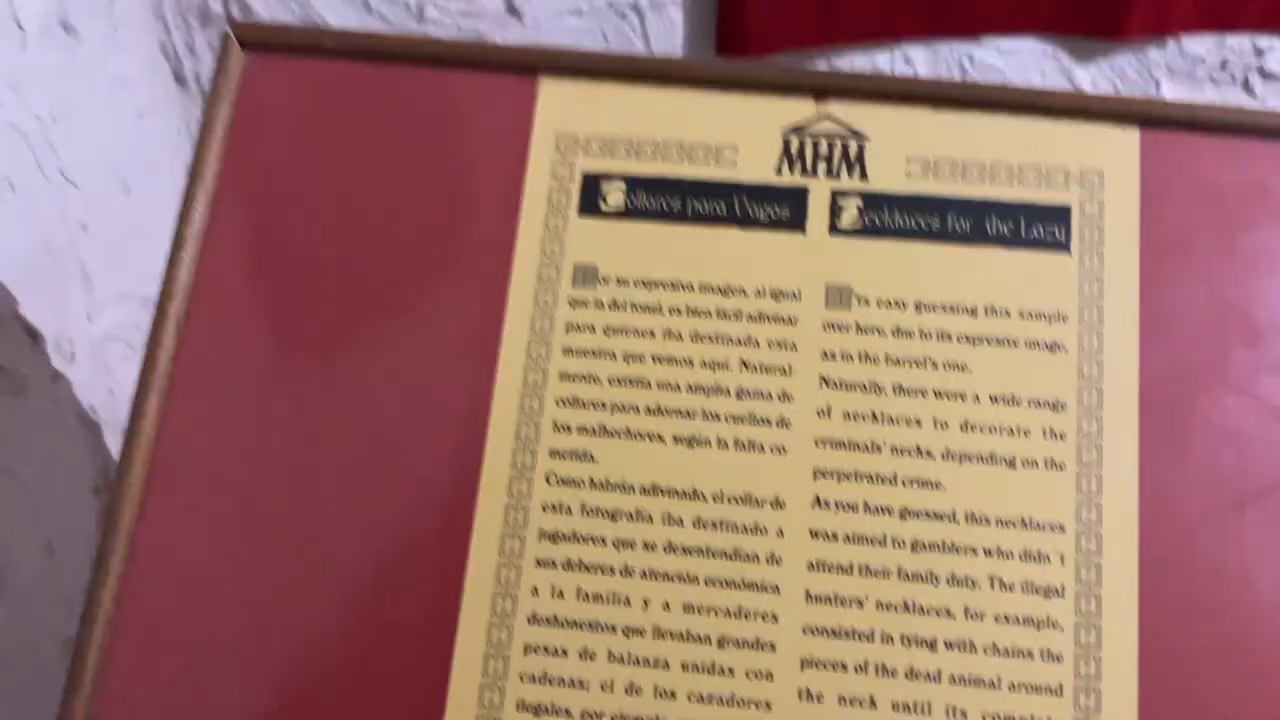 MHM
Collares para Vagos
Por su expresiva imagen, al igual
que la del tonel, es bien fácil adivinar
para quienes iba destinada esta
muestra que vemos aquí. Natural
mente, existía una amplia gama de
collares para adornar los cuellos de
los malhechores, según la falta co
metida.
Como habrán adivinado, el collar de
esta fotografía iba destinado a
jugadores que se desentendían de
sus deberes de atención económica
a la familia y a mercaderes
deshonestos que llevaban grandes
pesas de balanza unidas con
cadenas; el de los cazadores
ilegales, por ejemplo
Necklaces for the Lazy
It's easy guessing this sample
over here, due to its expresive image,
as in the barrel's one.
Naturally, there were a wide range
of necklaces to decorate the
criminals' necks, depending on the
perpetrated crime.
As you have guessed, this necklaces
was aimed to gamblers who didn´t
attend their family duty. The illegal
hunters' necklaces, for example,
consisted in tying with chains the
pieces of the dead animal around
the neck until its